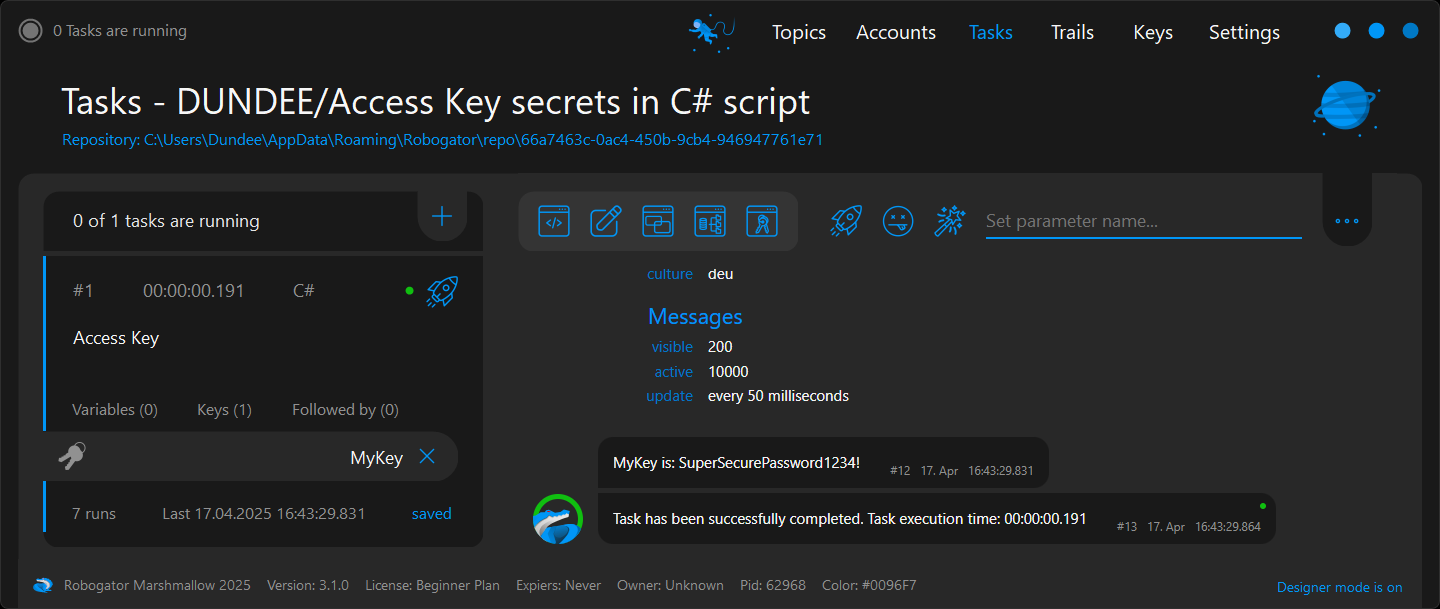 0 Tasks are running
Topics Accounts Tasks Trails Keys Settings
Tasks - DUNDEE/Access Key secrets in C# script
Repository: C:\Users\Dundee\AppData\Roaming\Robogator\repo\66a7463c-0ac4-450b-9cb4-946947761e71
0 of 1 tasks are running
+
Set parameter name...
...
#1 00:00:00.191 C#
Access Key
Variables (0) Keys (1) Followed by (0)
MyKey
7 runs Last 17.04.2025 16:43:29.831 saved
culture deu
Messages
visible 200
active 10000
update every 50 milliseconds
MyKey is: SuperSecurePassword1234! #12 17. Apr 16:43:29.831
Task has been successfully completed. Task execution time: 00:00:00.191 #13 17. Apr 16:43:29.864
Robogator Marshmallow 2025 Version: 3.1.0 License: Beginner Plan Expiers: Never Owner: Unknown Pid: 62968 Color: #0096F7
Designer mode is on